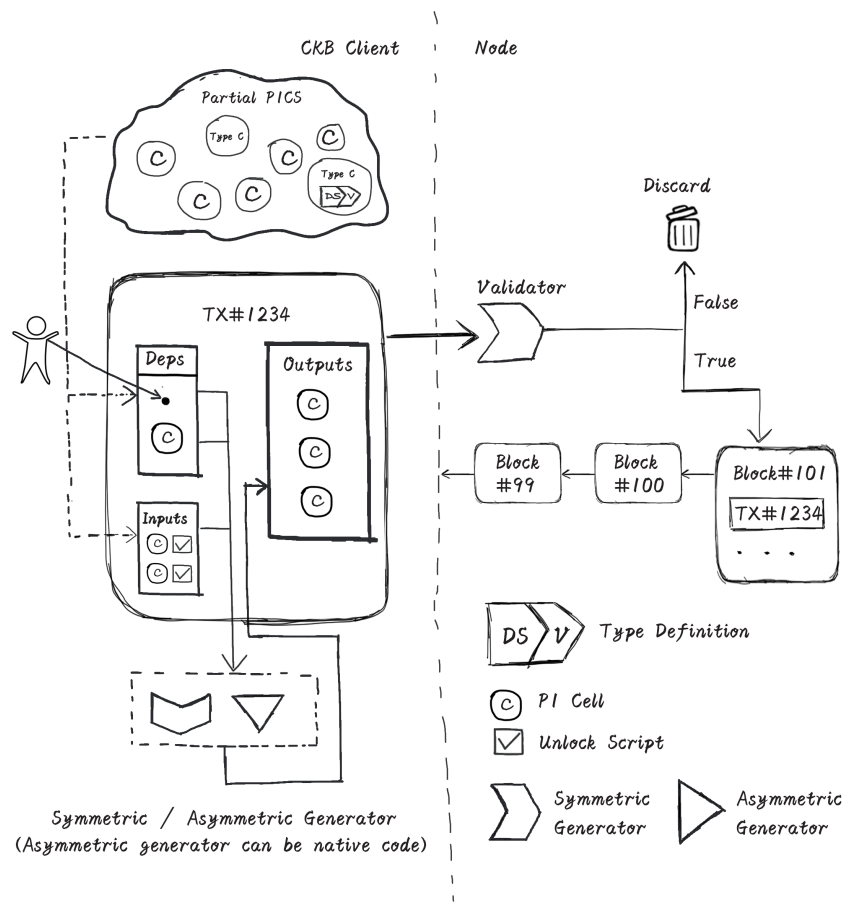 CKB Client
Node
Partial P1CS
C
Type C
C
C
Type C
DS V
C
C
Discard
Validator
False
True
TX#1234
Deps
C
Outputs
C
C
C
Inputs
C
C
Block
#99
Block
#100
Block#101
TX#1234
. . .
DS V
Type Definition
C
P1 Cell
Unlock Script
Symmetric
Generator
Asymmetric
Generator
Symmetric / Asymmetric Generator
(Asymmetric generator can be native code)